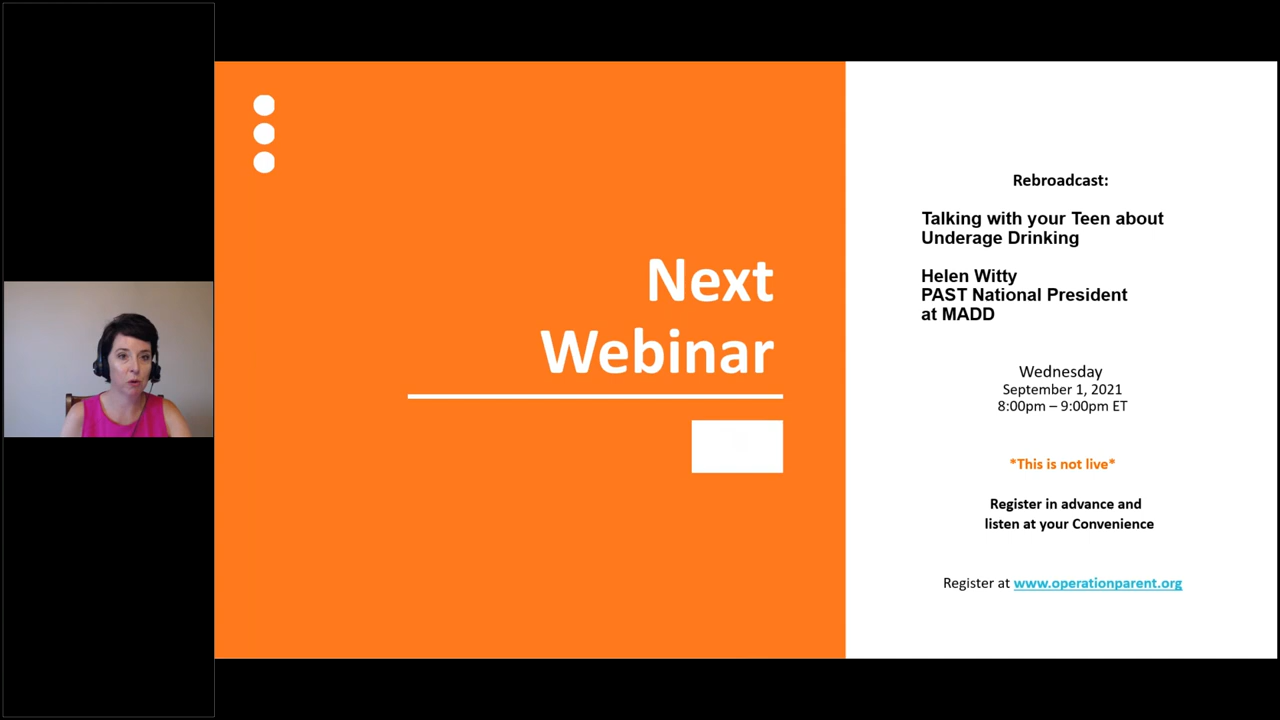 Next
Webinar
Rebroadcast:
Talking with your Teen about
Underage Drinking
Helen Witty
PAST National President
at MADD
Wednesday
September 1, 2021
8:00pm – 9:00pm ET
*This is not live*
Register in advance and
listen at your Convenience
Register at www.operationparent.org